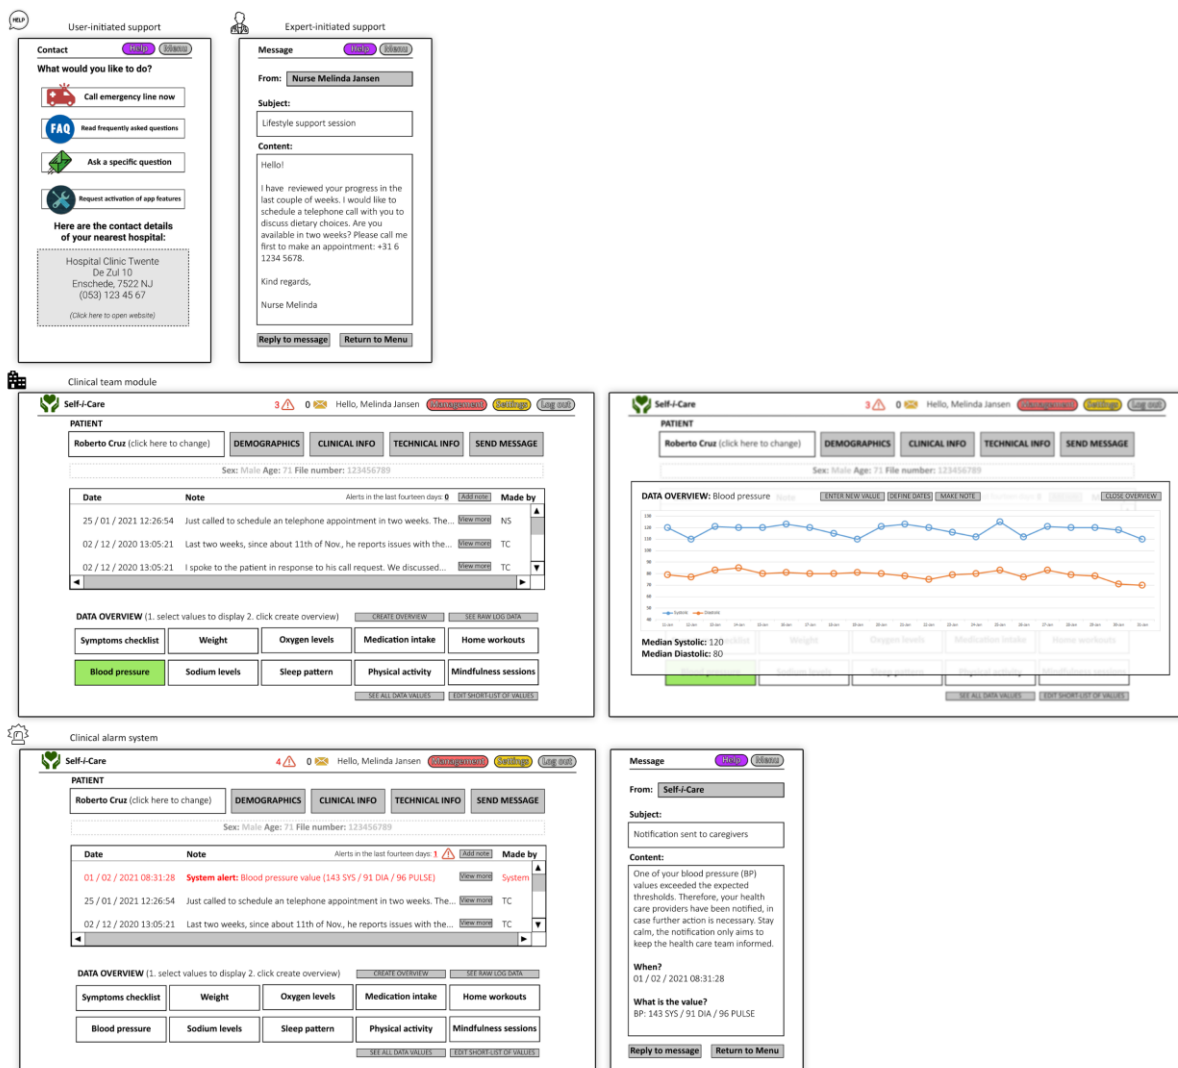 HELP
User-initiated support
Expert-initiated support
Contact
Help
Menu
What would you like to do?
Call emergency line now
FAQ
Read frequently asked questions
Ask a specific question
Request activation of app features
Here are the contact details
of your nearest hospital:
Hospital Clinic Twente
De Zul 10
Enschede, 7522 NJ
(053) 123 45 67
(Click here to open website)
Message
Help
Menu
From:
Nurse Melinda Jansen
Subject:
Lifestyle support session
Content:
Hello!
I have reviewed your progress in the
last couple of weeks. I would like to
schedule a telephone call with you to
discuss dietary choices. Are you
available in two weeks? Please call me
first to make an appointment: +31 6
1234 5678.
Kind regards,
Nurse Melinda
Reply to message
Return to Menu
Clinical team module
Self-i-Care
3
0
Hello, Melinda Jansen
Management
Settings
Log out
PATIENT
Roberto Cruz (click here to change)
DEMOGRAPHICS
CLINICAL INFO
TECHNICAL INFO
SEND MESSAGE
Sex: Male Age: 71 File number: 123456789
Date
Note
Alerts in the last fourteen days: 0
Add note
Made by
25 / 01 / 2021 12:26:54 Just called to schedule an telephone appointment in two weeks. The... View more NS
02 / 12 / 2020 13:05:21 Last two weeks, since about 11th of Nov., he reports issues with the... View more TC
02 / 12 / 2020 13:05:21 I spoke to the patient in response to his call request. We discussed... View more TC
DATA OVERVIEW (1. select values to display 2. click create overview)
CREATE OVERVIEW
SEE RAW LOG DATA
Symptoms checklist
Weight
Oxygen levels
Medication intake
Home workouts
Blood pressure
Sodium levels
Sleep pattern
Physical activity
Mindfulness sessions
SEE ALL DATA VALUES
EDIT SHORT-LIST OF VALUES
Self-i-Care
3
0
Hello, Melinda Jansen
Management
Settings
Log out
PATIENT
Roberto Cruz (click here to change)
DEMOGRAPHICS
CLINICAL INFO
TECHNICAL INFO
SEND MESSAGE
Sex: Male Age: 71 File number: 123456789
DATA OVERVIEW: Blood pressure
ENTER NEW VALUE
DEFINE DATES
MAKE NOTE
CLOSE OVERVIEW
130
120
110
100
90
80
70
60
50
40
Systolic
Diastolic
Median Systolic: 120
Median Diastolic: 80
Weight
Oxygen levels
Medication intake
Home workouts
SEE ALL DATA VALUES
EDIT SHORT-LIST OF VALUES
Clinical alarm system
Self-i-Care
4
0
Hello, Melinda Jansen
Management
Settings
Log out
PATIENT
Roberto Cruz (click here to change)
DEMOGRAPHICS
CLINICAL INFO
TECHNICAL INFO
SEND MESSAGE
Sex: Male Age: 71 File number: 123456789
Date
Note
Alerts in the last fourteen days: 1
Add note
Made by
01 / 02 / 2021 08:31:28 System alert: Blood pressure value (143 SYS / 91 DIA / 96 PULSE) View more System
25 / 01 / 2021 12:26:54 Just called to schedule an telephone appointment in two weeks. The... View more TC
02 / 12 / 2020 13:05:21 Last two weeks, since about 11th of Nov., he reports issues with the... View more TC
DATA OVERVIEW (1. select values to display 2. click create overview)
CREATE OVERVIEW
SEE RAW LOG DATA
Symptoms checklist
Weight
Oxygen levels
Medication intake
Home workouts
Blood pressure
Sodium levels
Sleep pattern
Physical activity
Mindfulness sessions
SEE ALL DATA VALUES
EDIT SHORT-LIST OF VALUES
Message
Help
Menu
From:
Self-i-Care
Subject:
Notification sent to caregivers
Content:
One of your blood pressure (BP)
values exceeded the expected
thresholds. Therefore, your health
care providers have been notified, in
case further action is necessary. Stay
calm, the notification only aims to
keep the health care team informed.
When?
01 / 02 / 2021 08:31:28
What is the value?
BP: 143 SYS / 91 DIA / 96 PULSE
Reply to message
Return to Menu